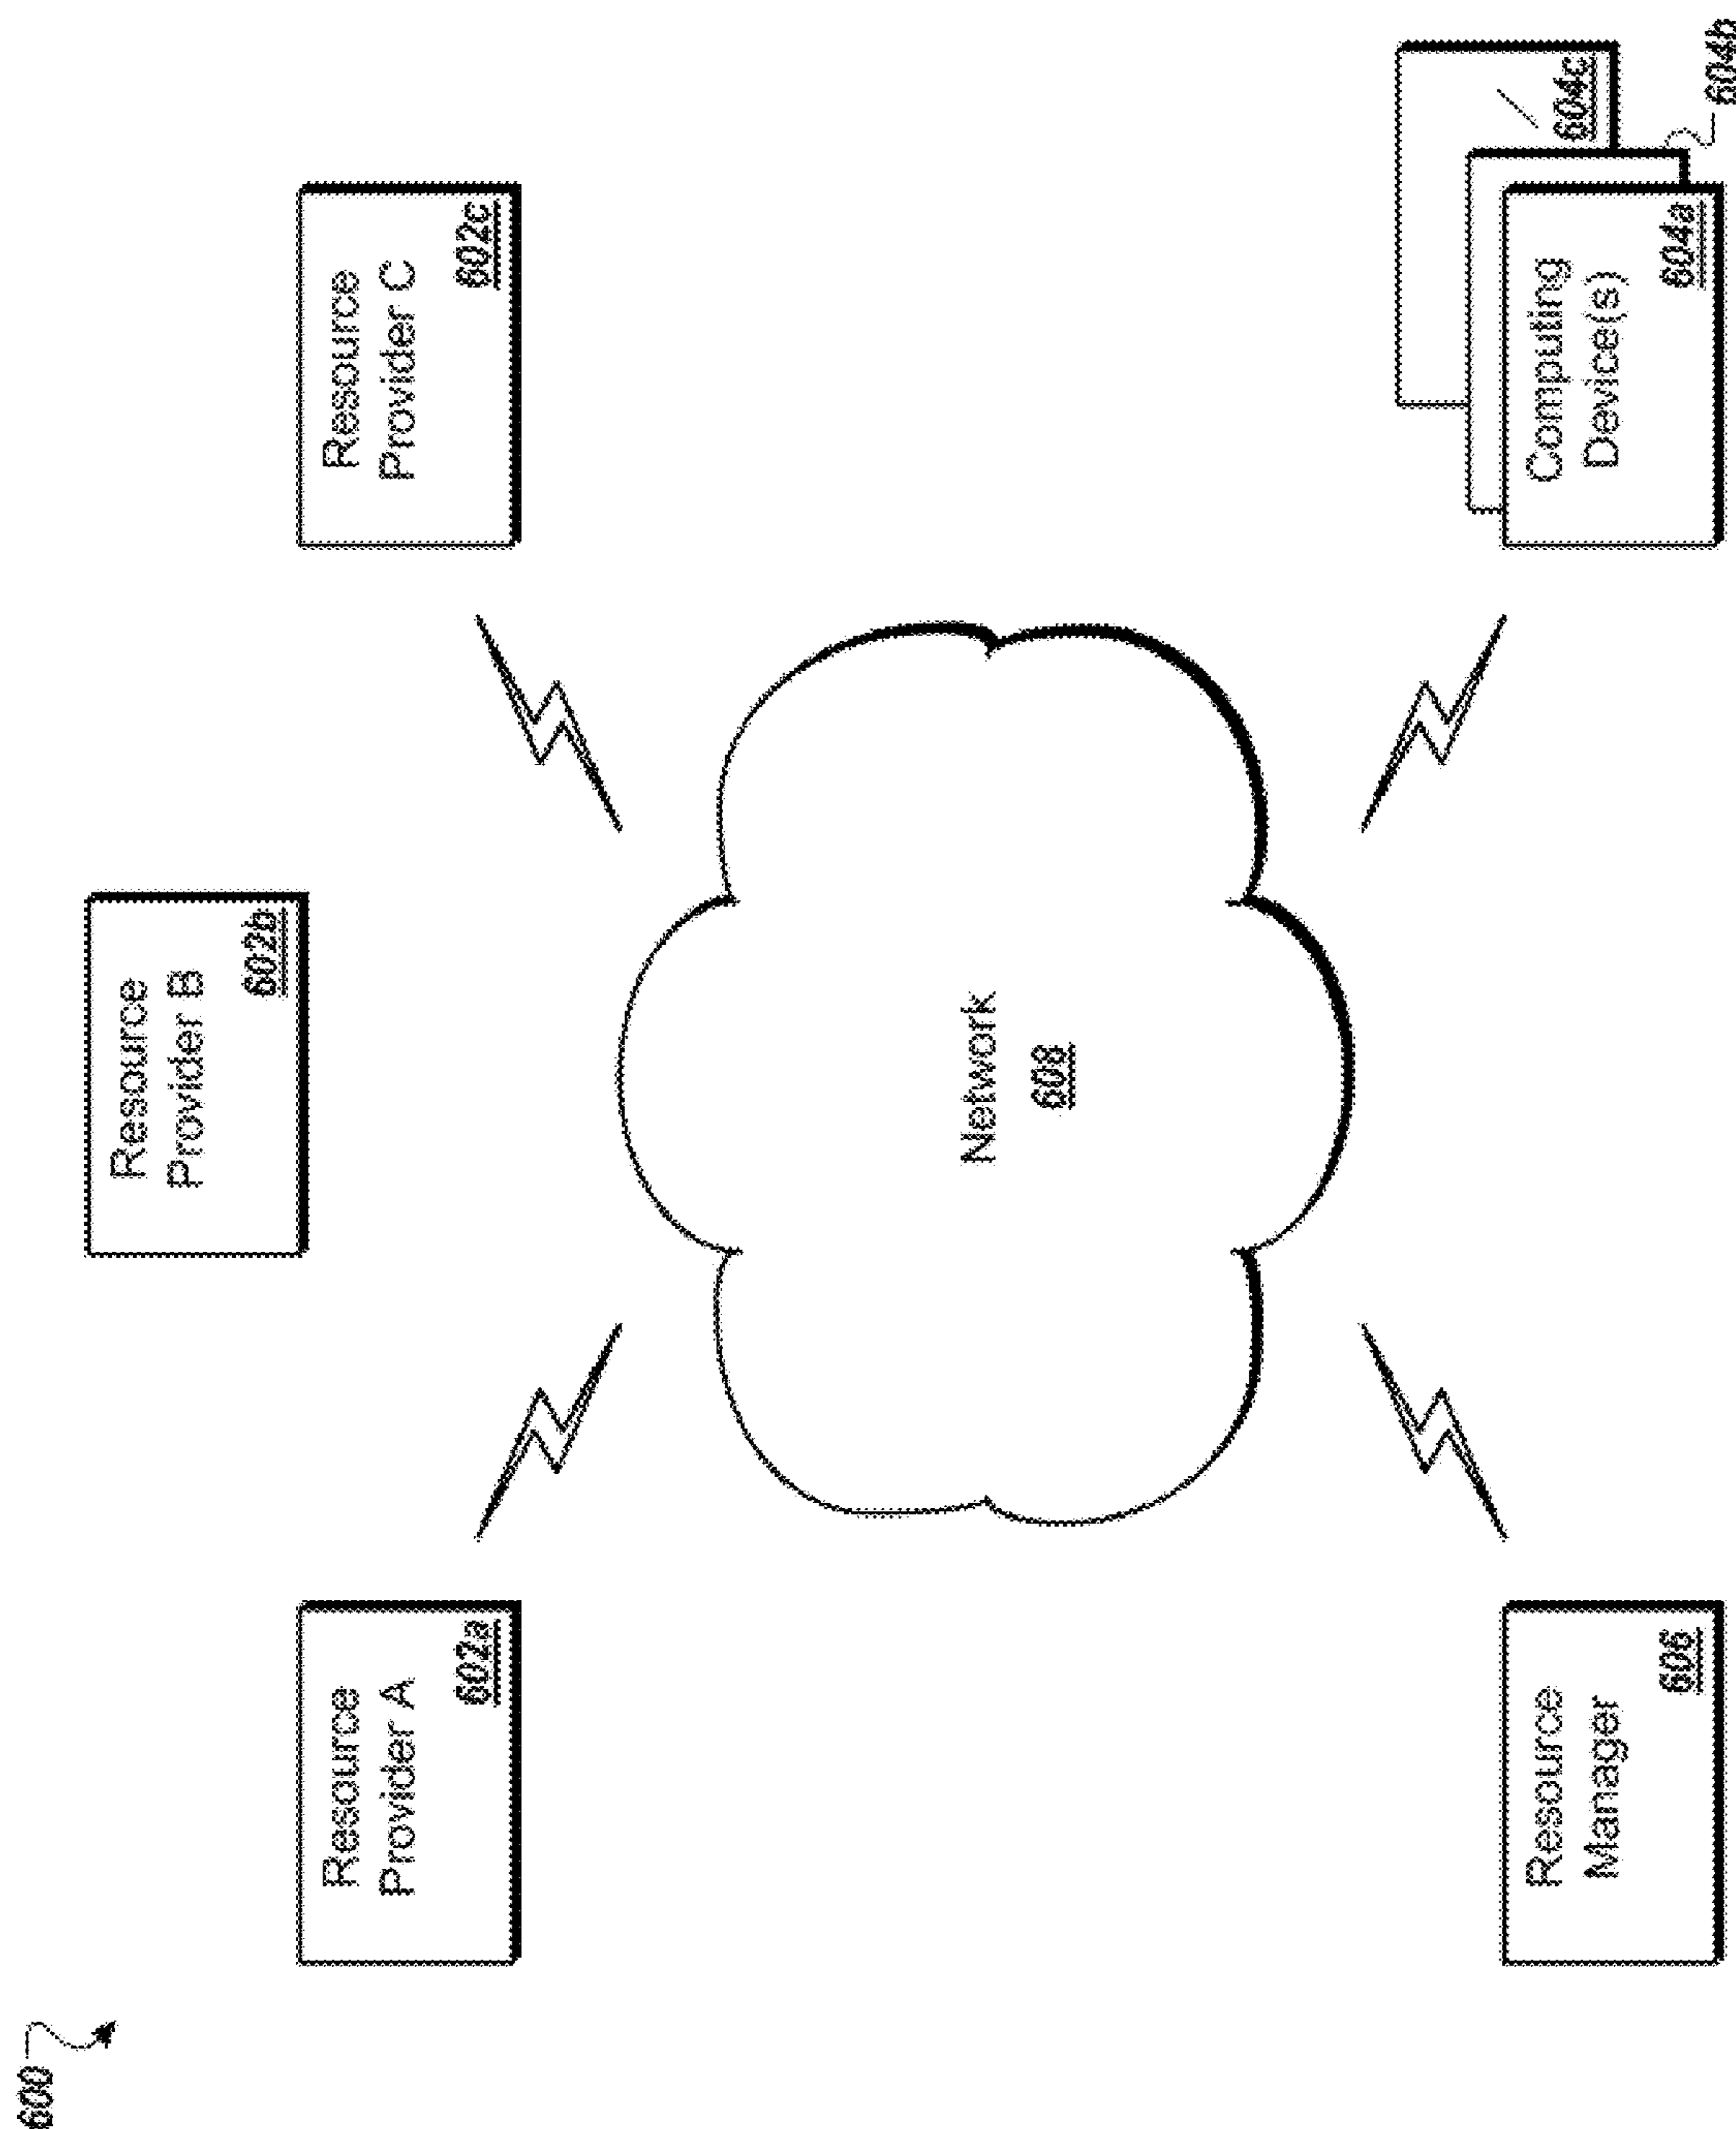 600
Resource
Provider A
602a
Resource
Provider B
602b
Resource
Provider C
602c
Network
608
Resource
Manager
606
Computing
Device(s)
604a
604b
604c